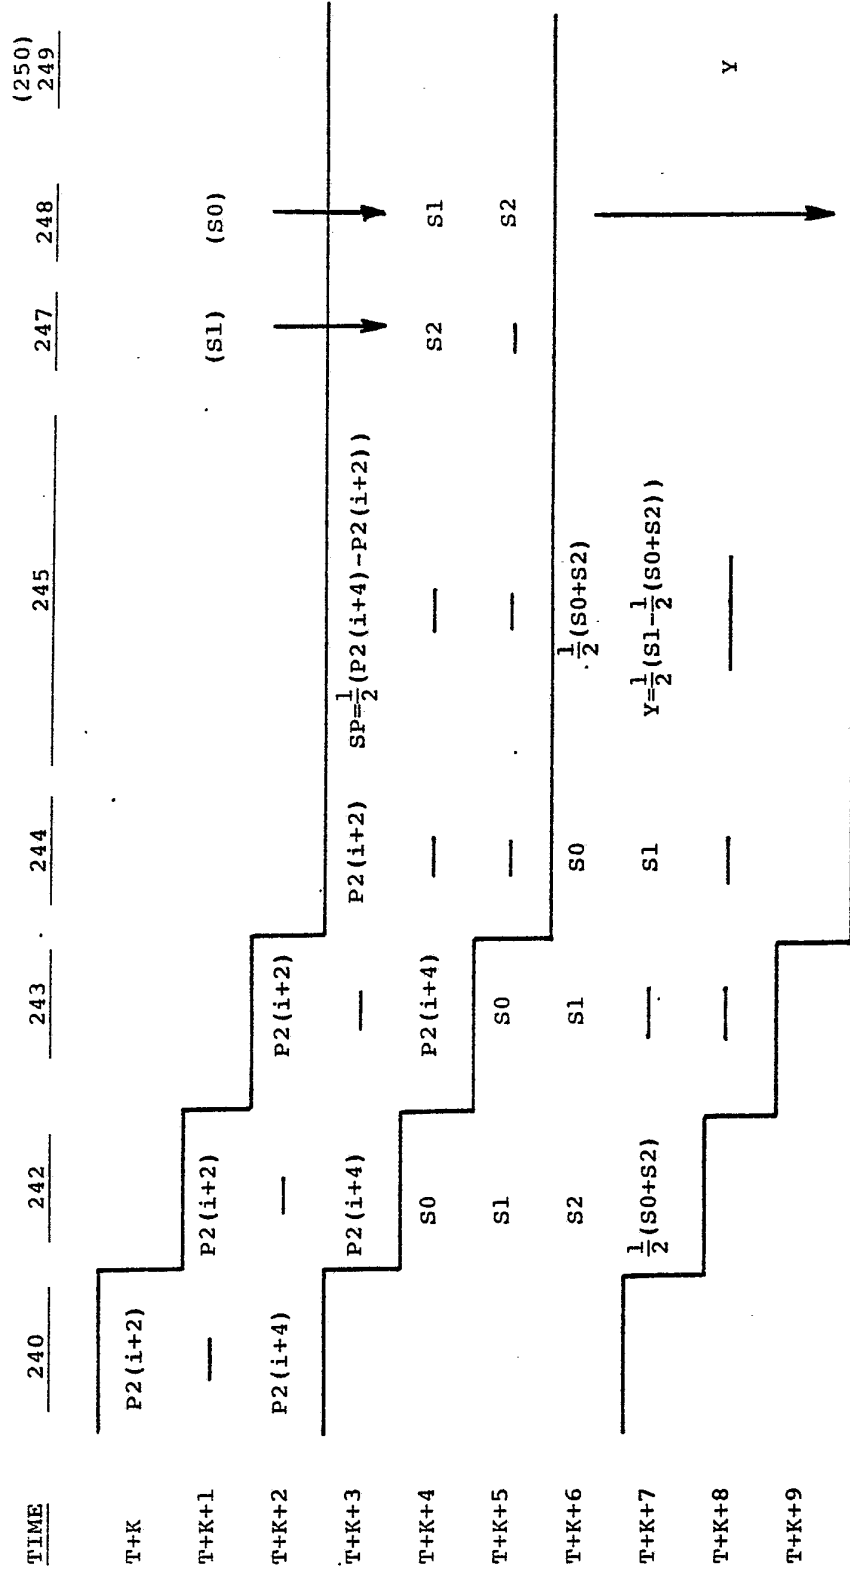 (250)
TIME 240 242 243 244 245 247 248 249
T+K P2(i+2)
T+K+1 — P2(i+2) (S1) (S0)
T+K+2 P2(i+4) — P2(i+2)
T+K+3 P2(i+4) — P2(i+2) SP=1/2(P2(i+4)-P2(i+2))
T+K+4 S0 P2(i+4) — — S2 S1
T+K+5 S1 S0 — — — S2
T+K+6 S2 S1 S0 1/2(S0+S2)
T+K+7 1/2(S0+S2) — S1 Y=1/2(S1-1/2(S0+S2))
T+K+8 — — — Y
T+K+9